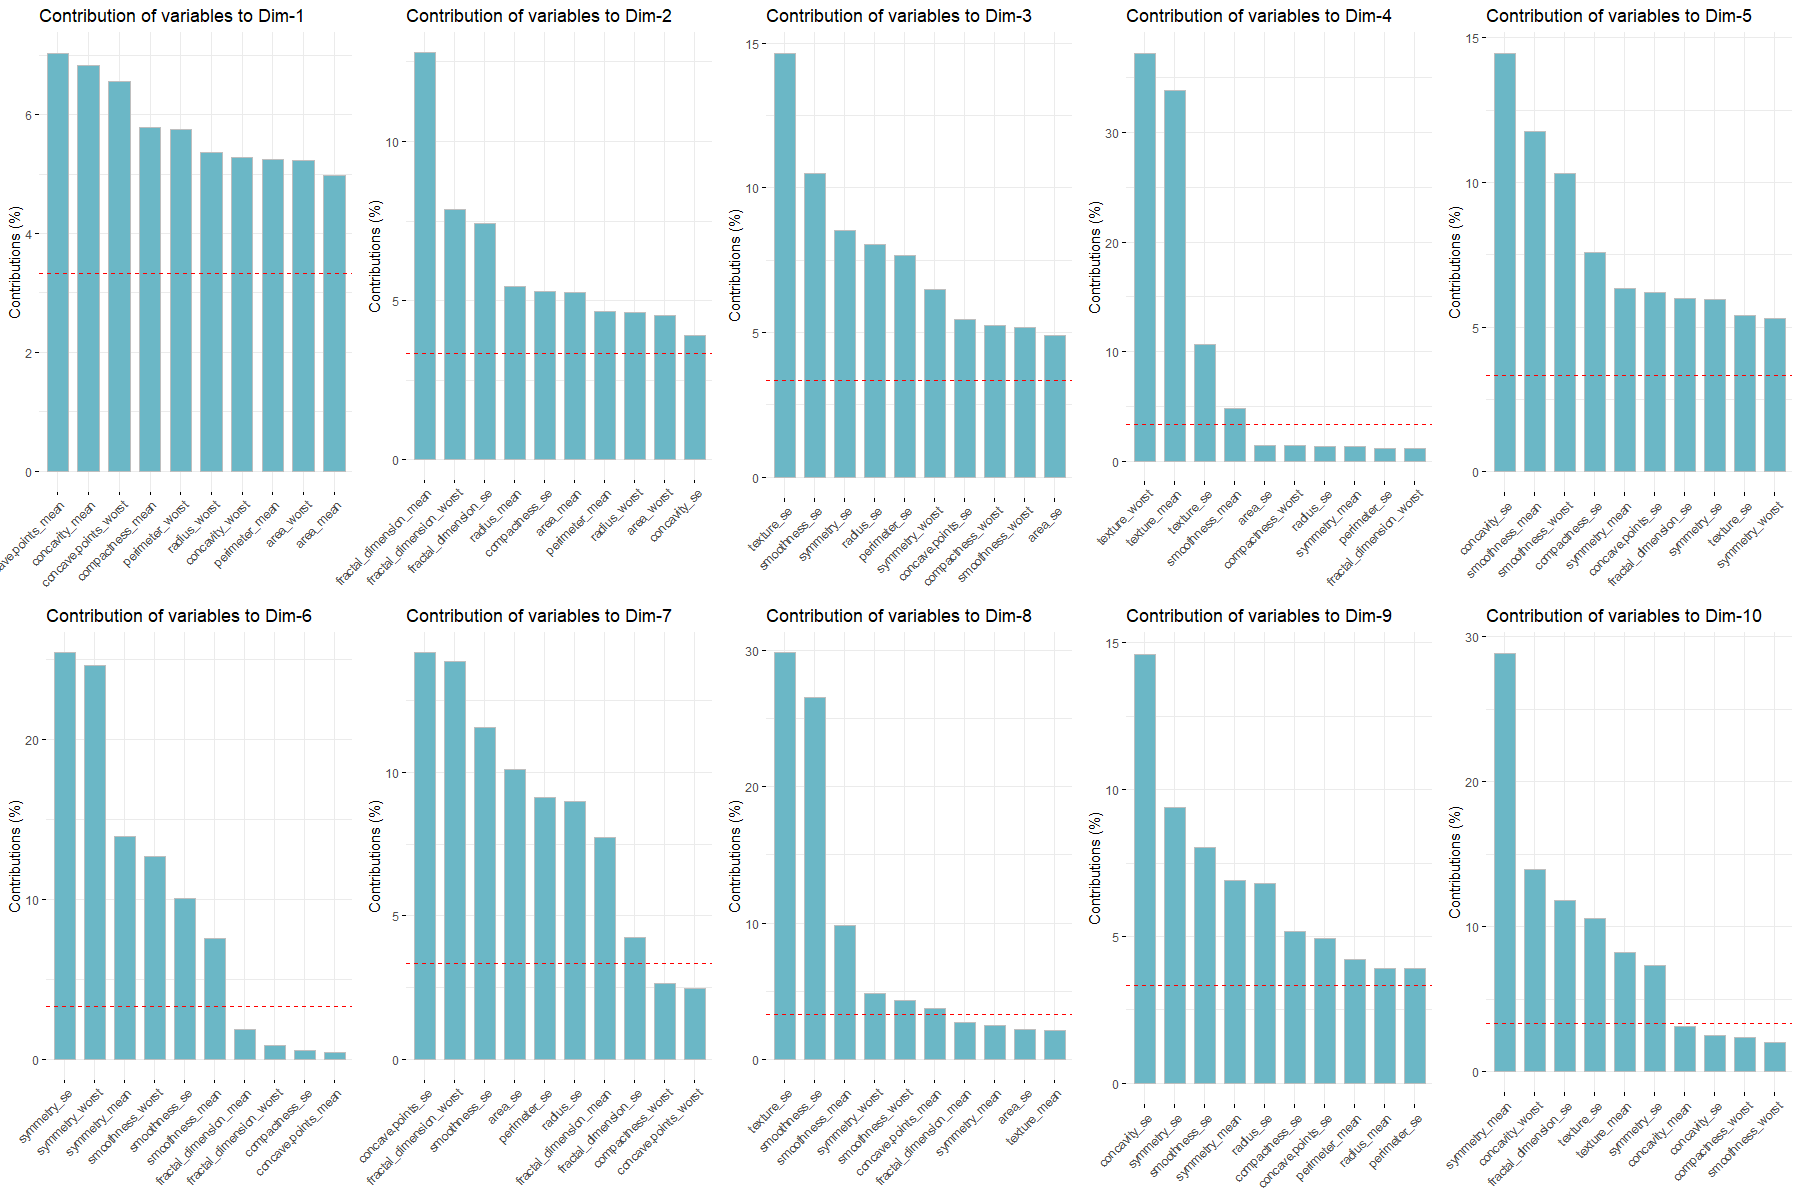 Contribution of variables to Dim-1
Contributions (%)
6
4
2
0
concavity_mean
concave.points_worst
compactness_mean
perimeter_worst
radius_worst
concavity_worst
perimeter_mean
area_worst
area_mean
Contribution of variables to Dim-2
Contributions (%)
10
5
0
fractal_dimension_mean
fractal_dimension_worst
fractal_dimension_se
radius_mean
compactness_se
area_mean
perimeter_mean
radius_worst
area_worst
concavity_se
Contribution of variables to Dim-3
Contributions (%)
15
10
5
0
texture_se
smoothness_se
symmetry_se
radius_se
perimeter_se
symmetry_worst
concave.points_se
compactness_worst
smoothness_worst
area_se
Contribution of variables to Dim-4
Contributions (%)
30
20
10
0
texture_worst
texture_mean
texture_se
smoothness_mean
area_se
compactness_worst
radius_se
symmetry_mean
perimeter_se
fractal_dimension_worst
Contribution of variables to Dim-5
Contributions (%)
15
10
5
0
concavity_se
smoothness_mean
smoothness_worst
compactness_se
symmetry_mean
concave.points_se
fractal_dimension_se
symmetry_se
texture_se
symmetry_worst
Contribution of variables to Dim-6
Contributions (%)
20
10
0
symmetry_se
symmetry_worst
symmetry_mean
smoothness_worst
smoothness_se
smoothness_mean
fractal_dimension_mean
fractal_dimension_worst
compactness_se
concave.points_mean
Contribution of variables to Dim-7
Contributions (%)
10
5
0
concave.points_se
fractal_dimension_worst
smoothness_se
area_se
perimeter_se
radius_se
fractal_dimension_mean
fractal_dimension_se
compactness_worst
concave.points_worst
Contribution of variables to Dim-8
Contributions (%)
30
20
10
0
texture_se
smoothness_se
smoothness_mean
symmetry_worst
smoothness_worst
concave.points_mean
fractal_dimension_mean
symmetry_mean
area_se
texture_mean
Contribution of variables to Dim-9
Contributions (%)
15
10
5
0
concavity_se
symmetry_se
smoothness_se
symmetry_mean
radius_se
compactness_se
concave.points_se
perimeter_mean
radius_mean
perimeter_se
Contribution of variables to Dim-10
Contributions (%)
30
20
10
0
symmetry_mean
concavity_worst
fractal_dimension_se
texture_se
texture_mean
symmetry_se
concavity_mean
concavity_se
compactness_worst
smoothness_worst